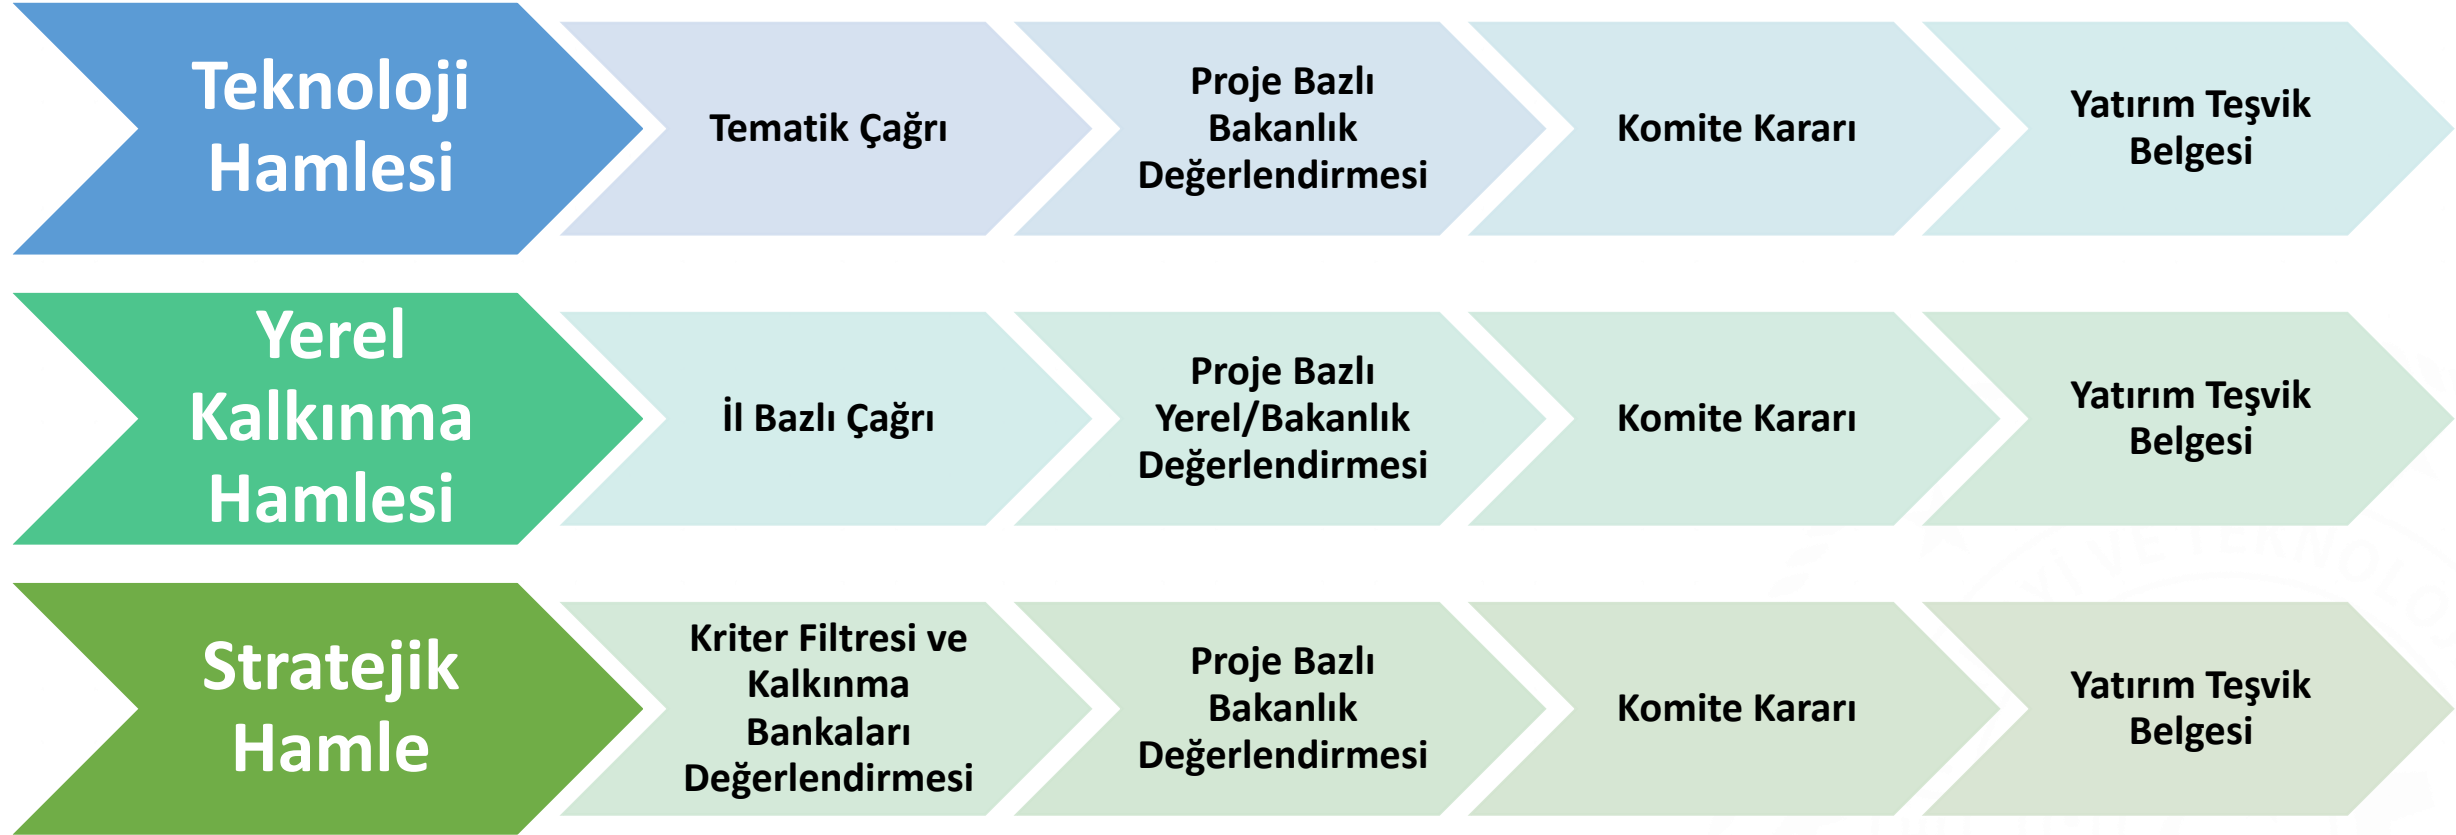 Teknoloji
Hamlesi
Tematik Çağrı
Proje Bazlı
Bakanlık
Değerlendirmesi
Komite Kararı
Yatırım Teşvik
Belgesi
Yerel
Kalkınma
Hamlesi
İl Bazlı Çağrı
Proje Bazlı
Yerel/Bakanlık
Değerlendirmesi
Komite Kararı
Yatırım Teşvik
Belgesi
Stratejik
Hamle
Kriter Filtresi ve
Kalkınma
Bankaları
Değerlendirmesi
Proje Bazlı
Bakanlık
Değerlendirmesi
Komite Kararı
Yatırım Teşvik
Belgesi